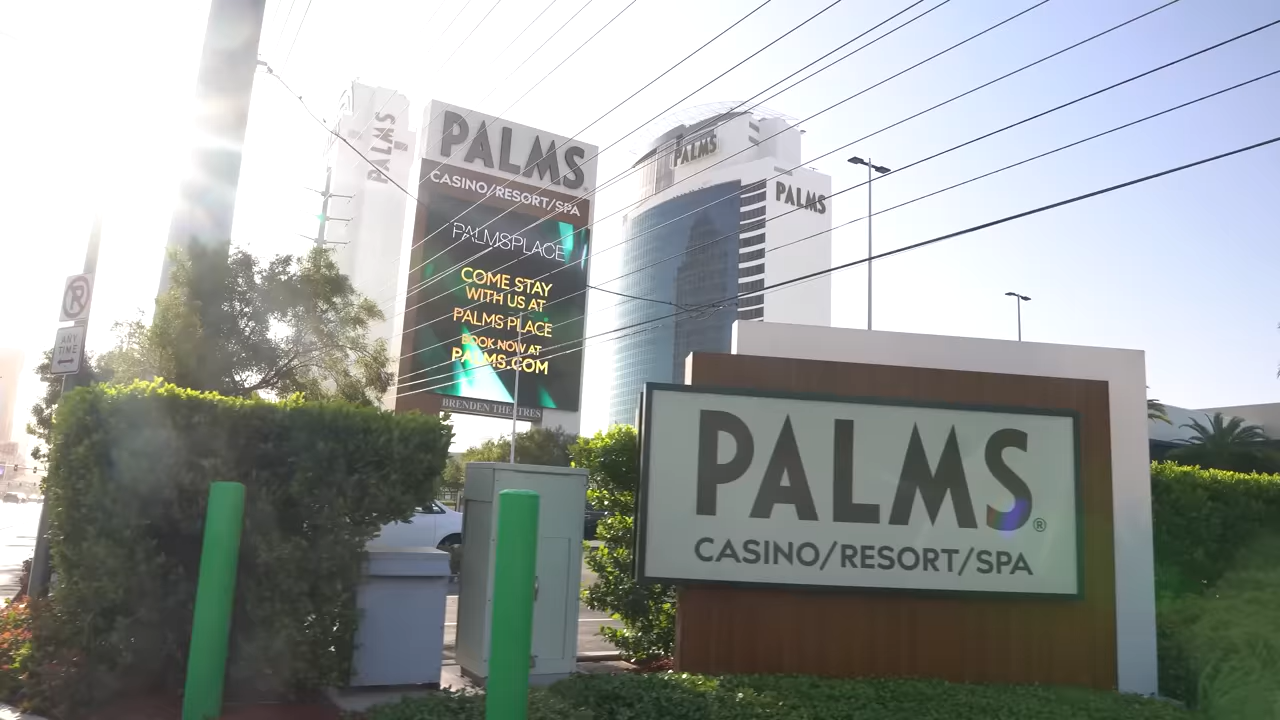 PALMS
PALMS
CASINO/RESORT/SPA
PALMSPLACE
COME STAY
WITH US AT
PALMS PLACE
BOOK NOW AT
PALMS.COM
BRENDEN THEATRES
PALMS
PALMS
ANY
TIME
PALMS®
CASINO/RESORT/SPA